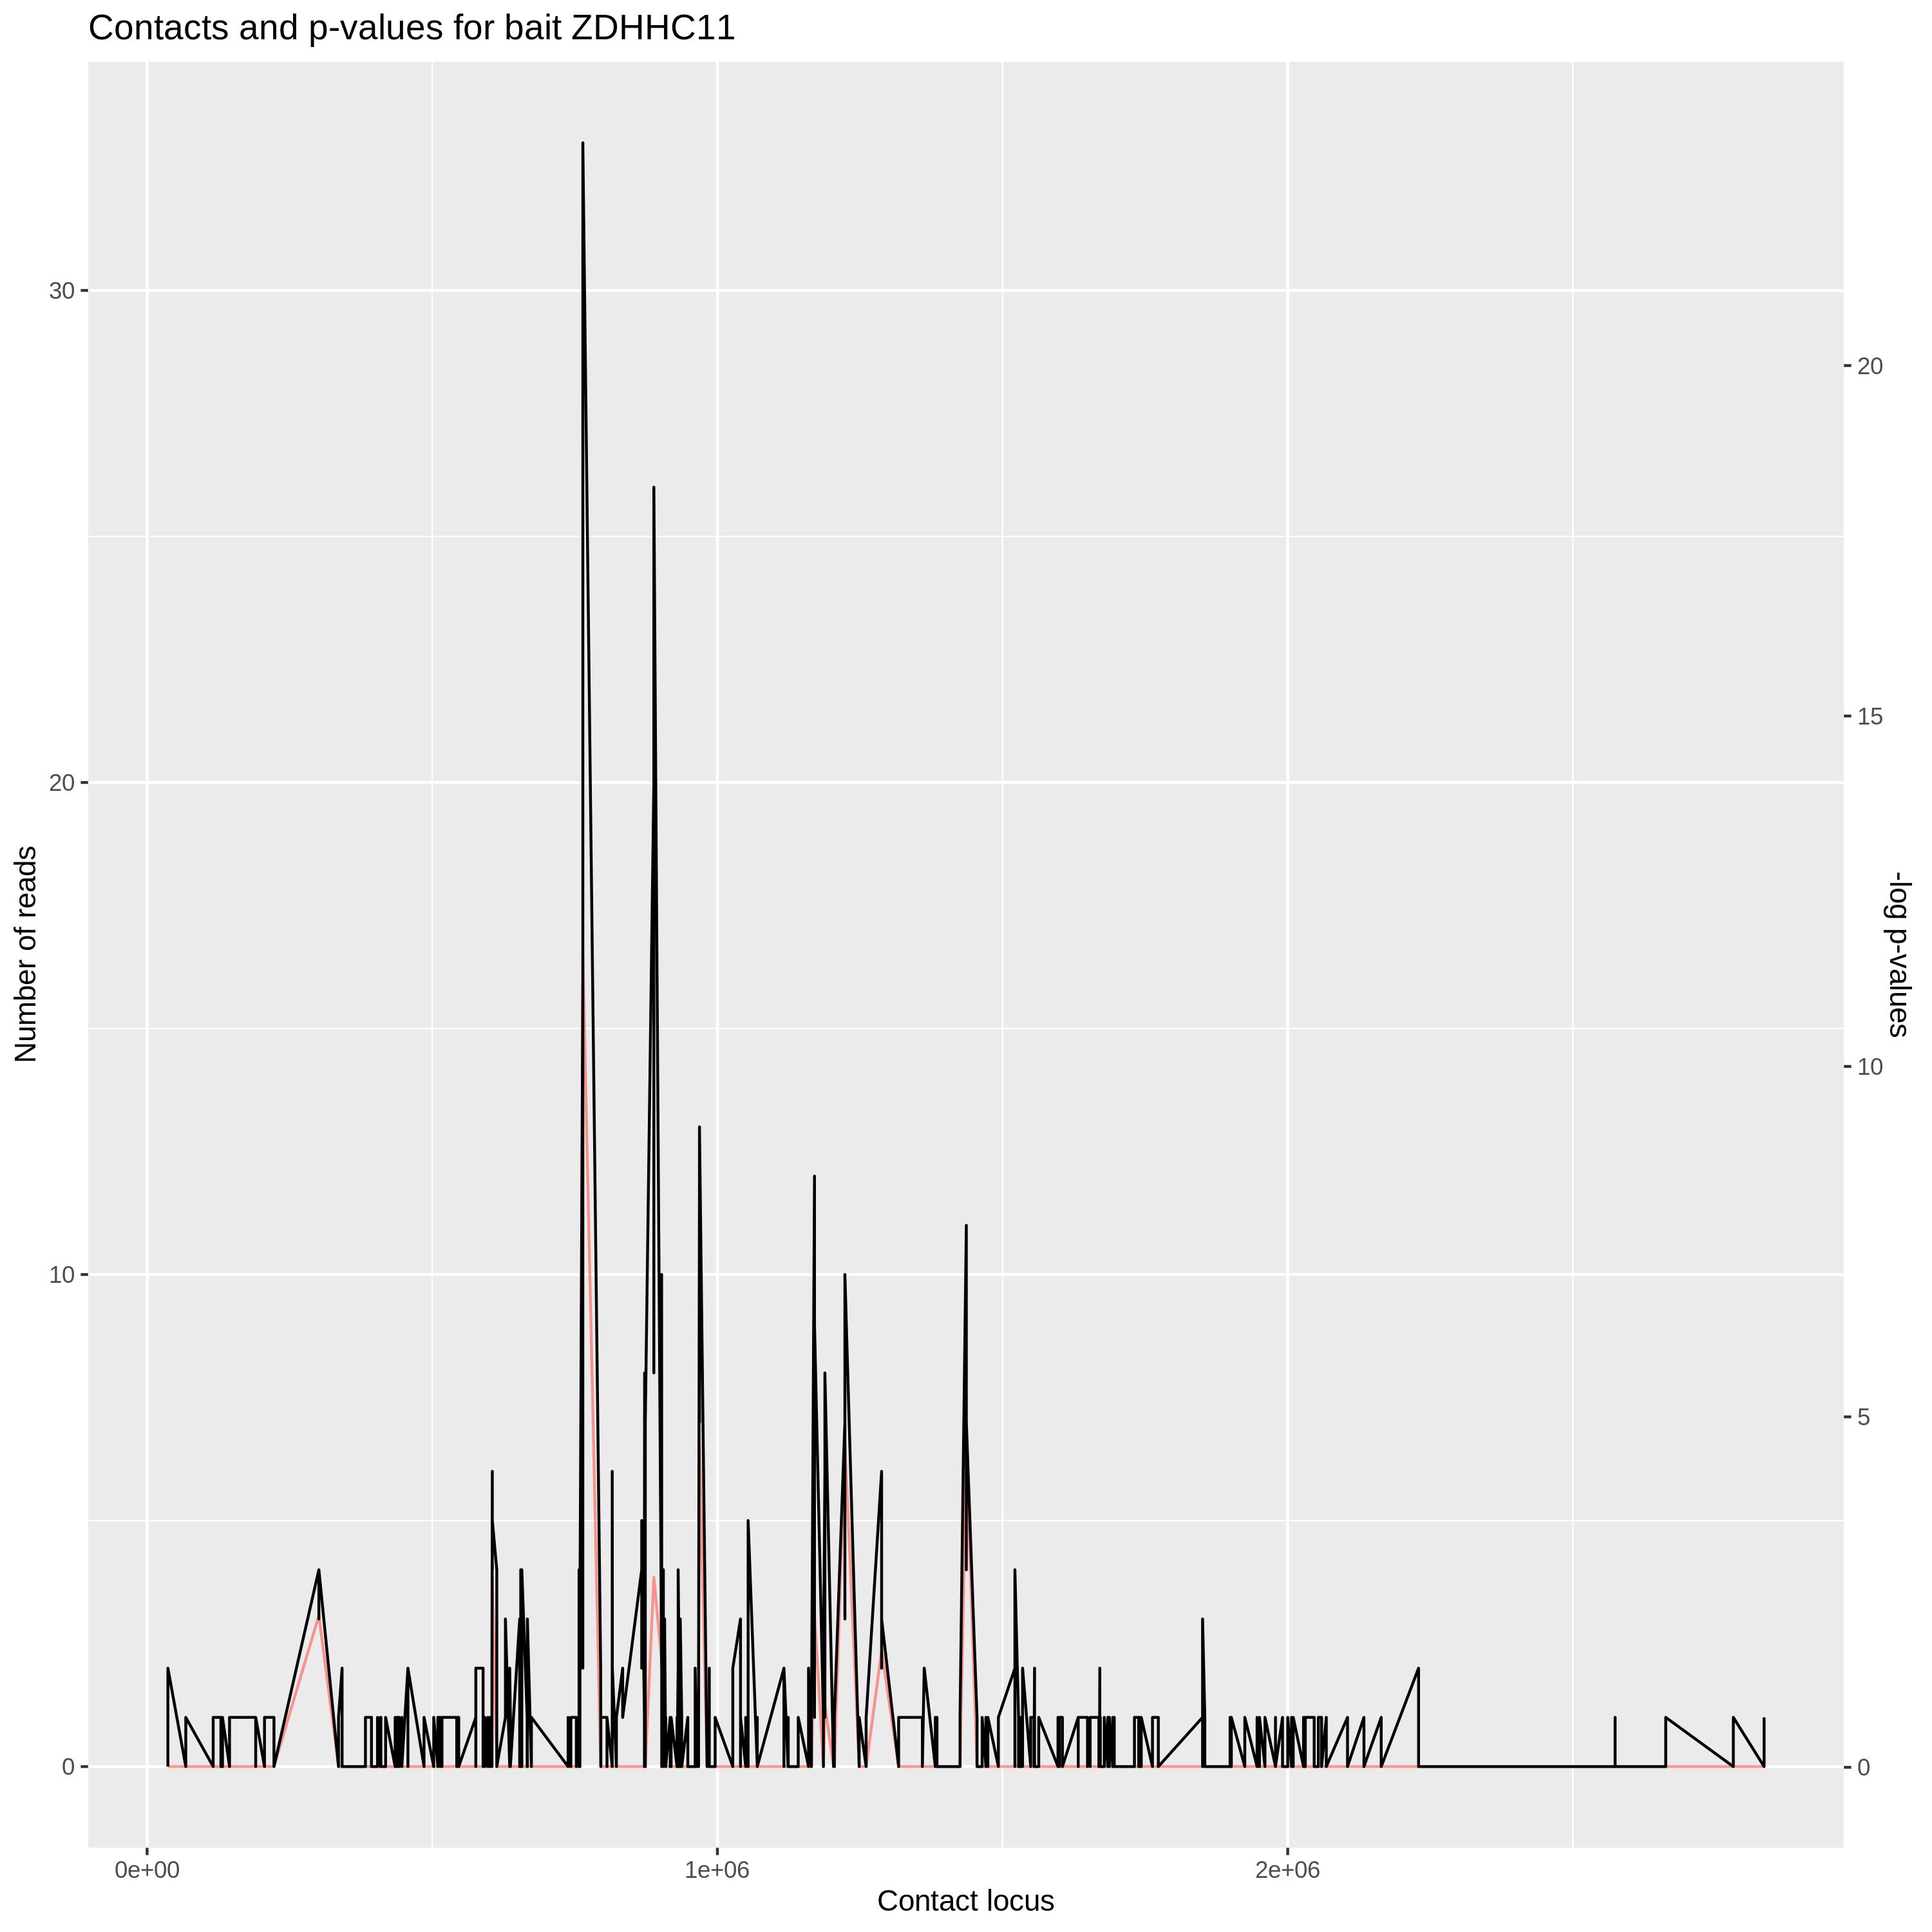 Contacts and p-values for bait ZDHHC11
30
20
10
0
Number of reads
20
15
10
5
0
-log p-values
0e+00
1e+06
2e+06
Contact locus